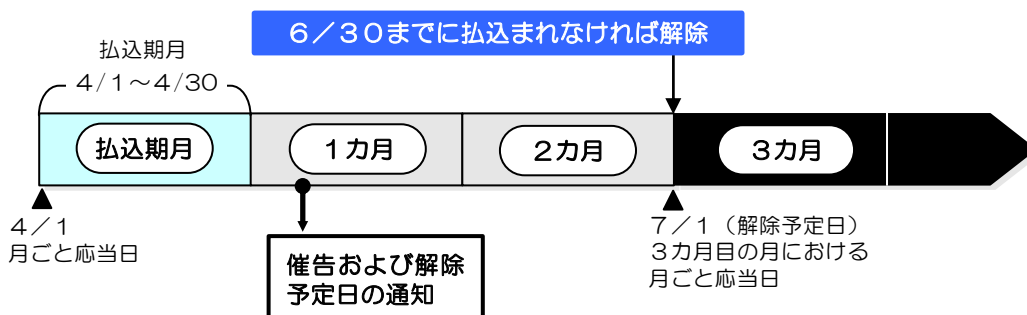 ６／３０までに払込まれなければ解除
払込期月
４/１～４/30
払込期月
１カ月
２カ月
３カ月
４／１
月ごと応当日
催告および解除
予定日の通知
７／１（解除予定日）
３カ月目の月における
月ごと応当日